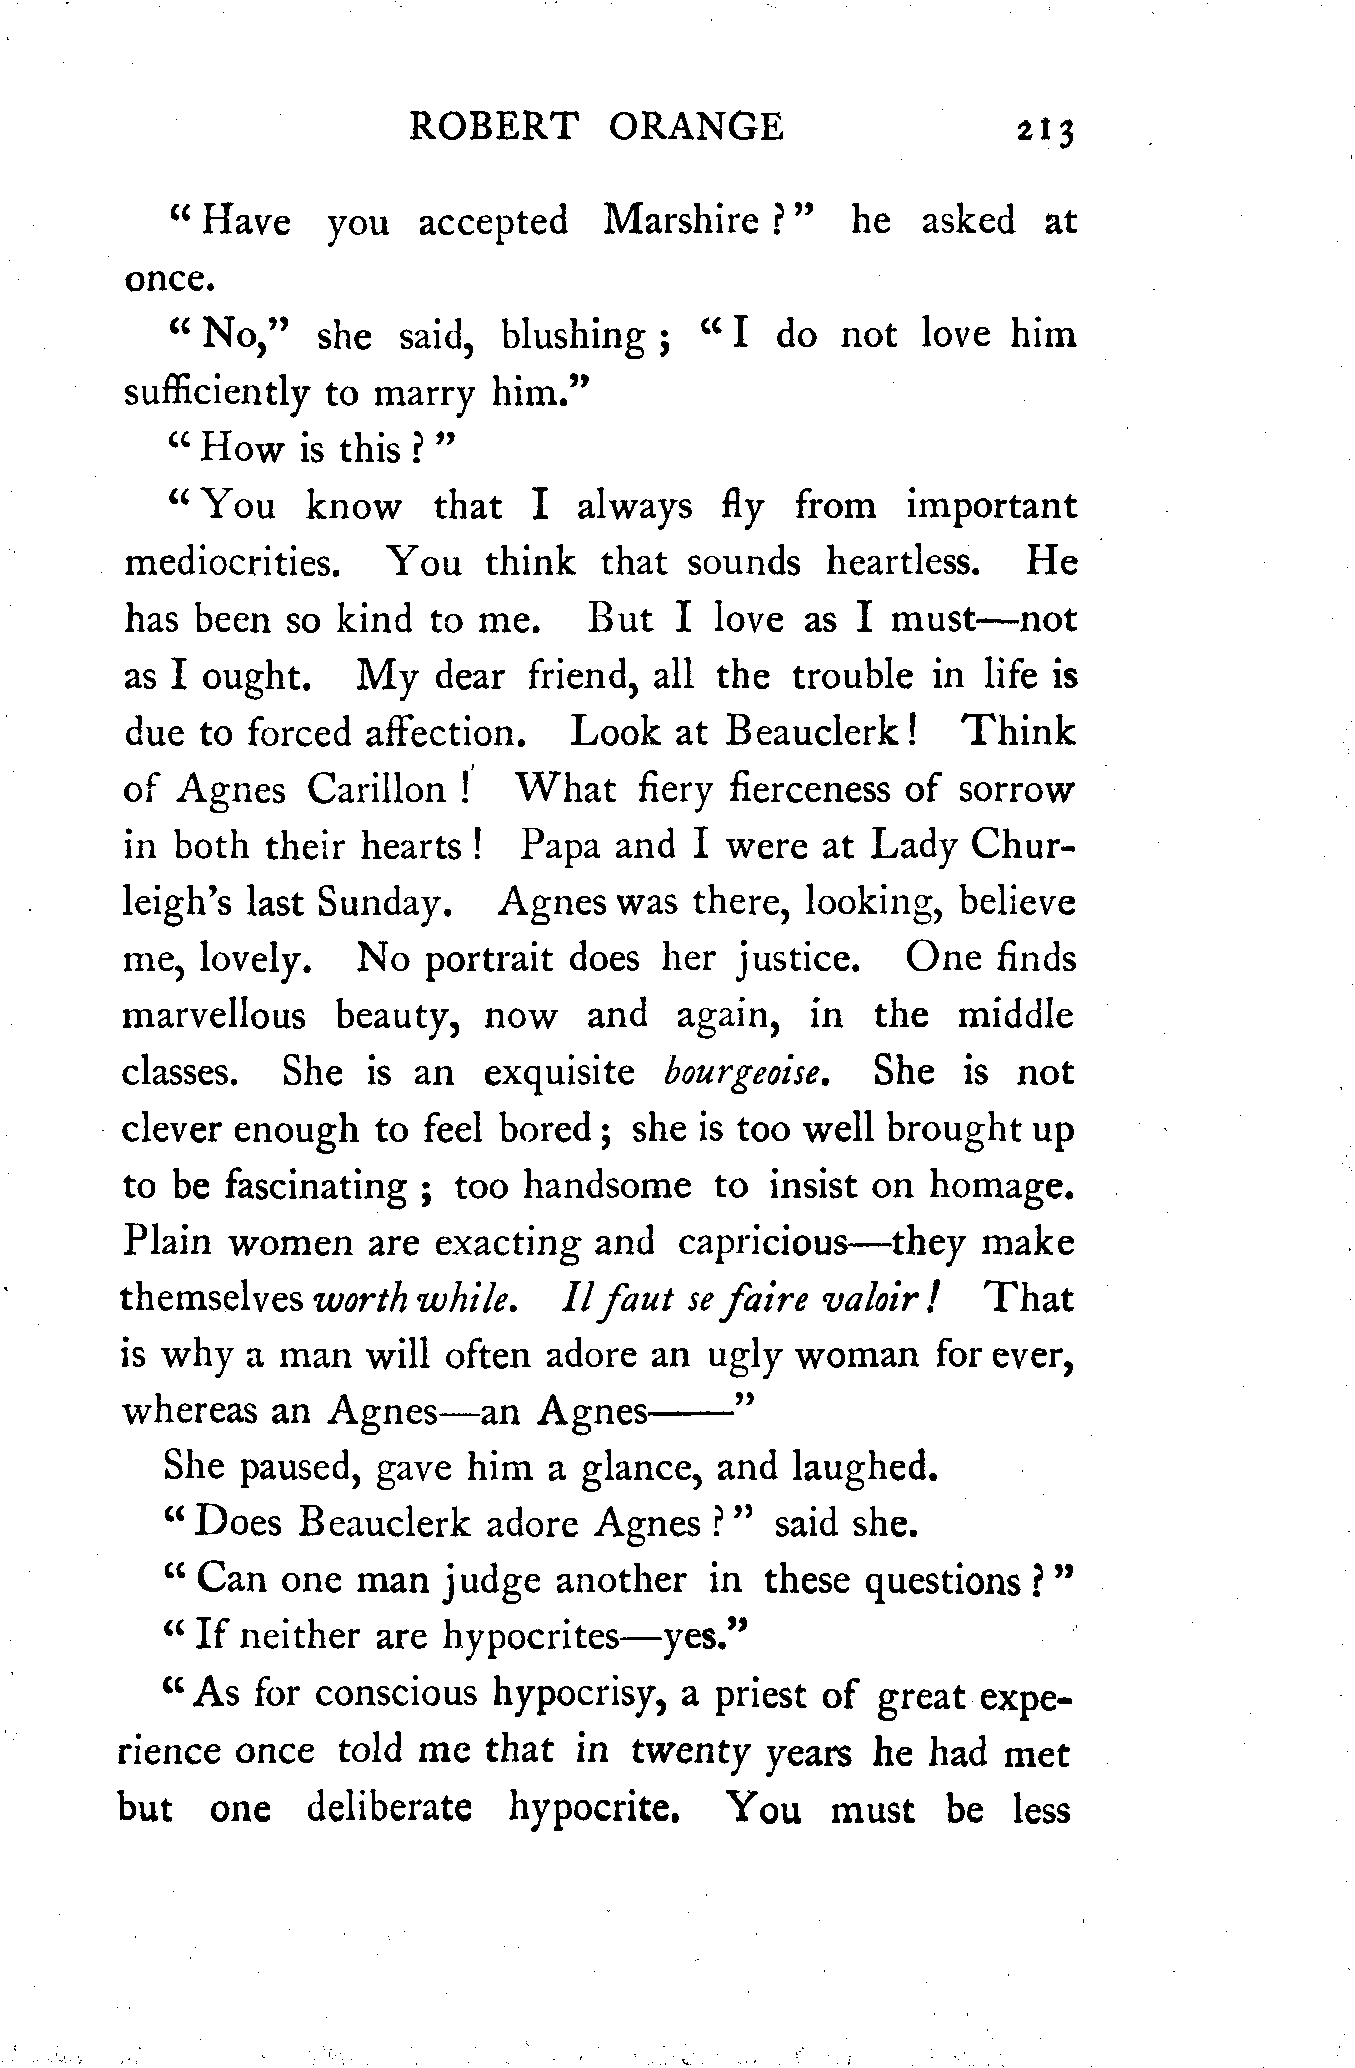 ROBERT ORANGE 213
" Have you accepted Marshire ? " he asked at
once.
" No," she said, blushing ; " I do not love him
sufficiently to marry him."
" How is this ? "
" You know that I always fly from important
mediocrities. You think that sounds heartless. He
has been so kind to me. But I love as I must—not
as I ought. My dear friend, all the trouble in life is
due to forced affection. Look at Beauclerk ! Think
of Agnes Carillon ! What fiery fierceness of sorrow
in both their hearts ! Papa and I were at Lady Chur-
leigh's last Sunday. Agnes was there, looking, believe
me, lovely. No portrait does her justice. One finds
marvellous beauty, now and again, in the middle
classes. She is an exquisite bourgeoise. She is not
clever enough to feel bored ; she is too well brought up
to be fascinating ; too handsome to insist on homage.
Plain women are exacting and capricious—they make
themselves worth while. Il faut se faire valoir ! That
is why a man will often adore an ugly woman for ever,
whereas an Agnes—an Agnes——"
She paused, gave him a glance, and laughed.
" Does Beauclerk adore Agnes ? " said she.
" Can one man judge another in these questions ? "
" If neither are hypocrites—yes."
" As for conscious hypocrisy, a priest of great expe-
rience once told me that in twenty years he had met
but one deliberate hypocrite. You must be less